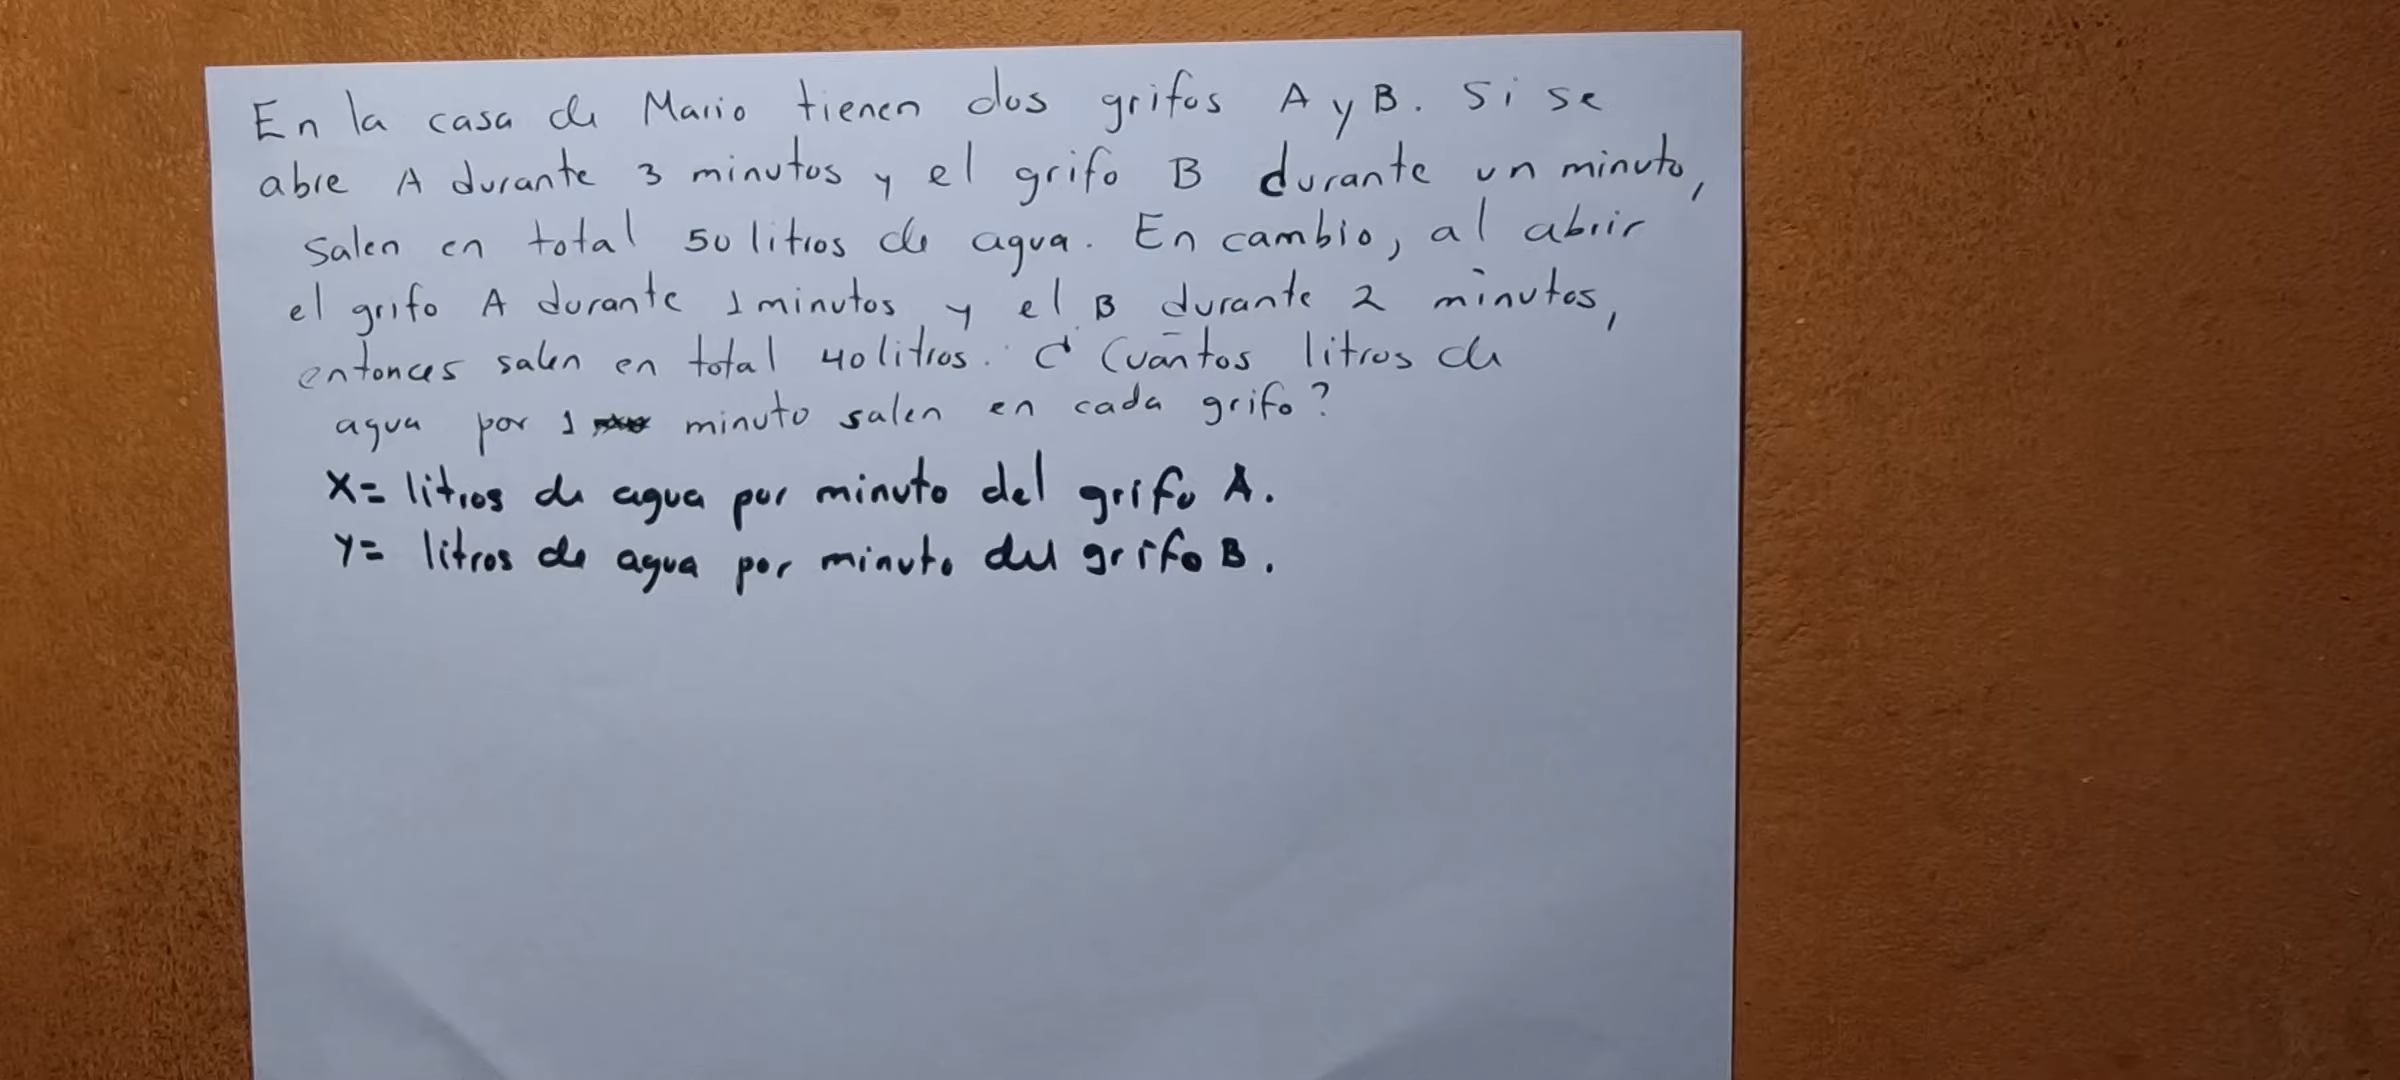 En la casa de Mario tienen dos grifos A y B. Si se
abre A durante 3 minutos y el grifo B durante un minuto,
salen en total 50 litros de agua. En cambio, al abrir
el grifo A durante 1 minutos y el B durante 2 minutos,
entonces salen en total 40 litros. ¿Cuántos litros de
agua por 1 minuto salen en cada grifo?
X= litros de agua por minuto del grifo A.
Y= litros de agua por minuto del grifo B.